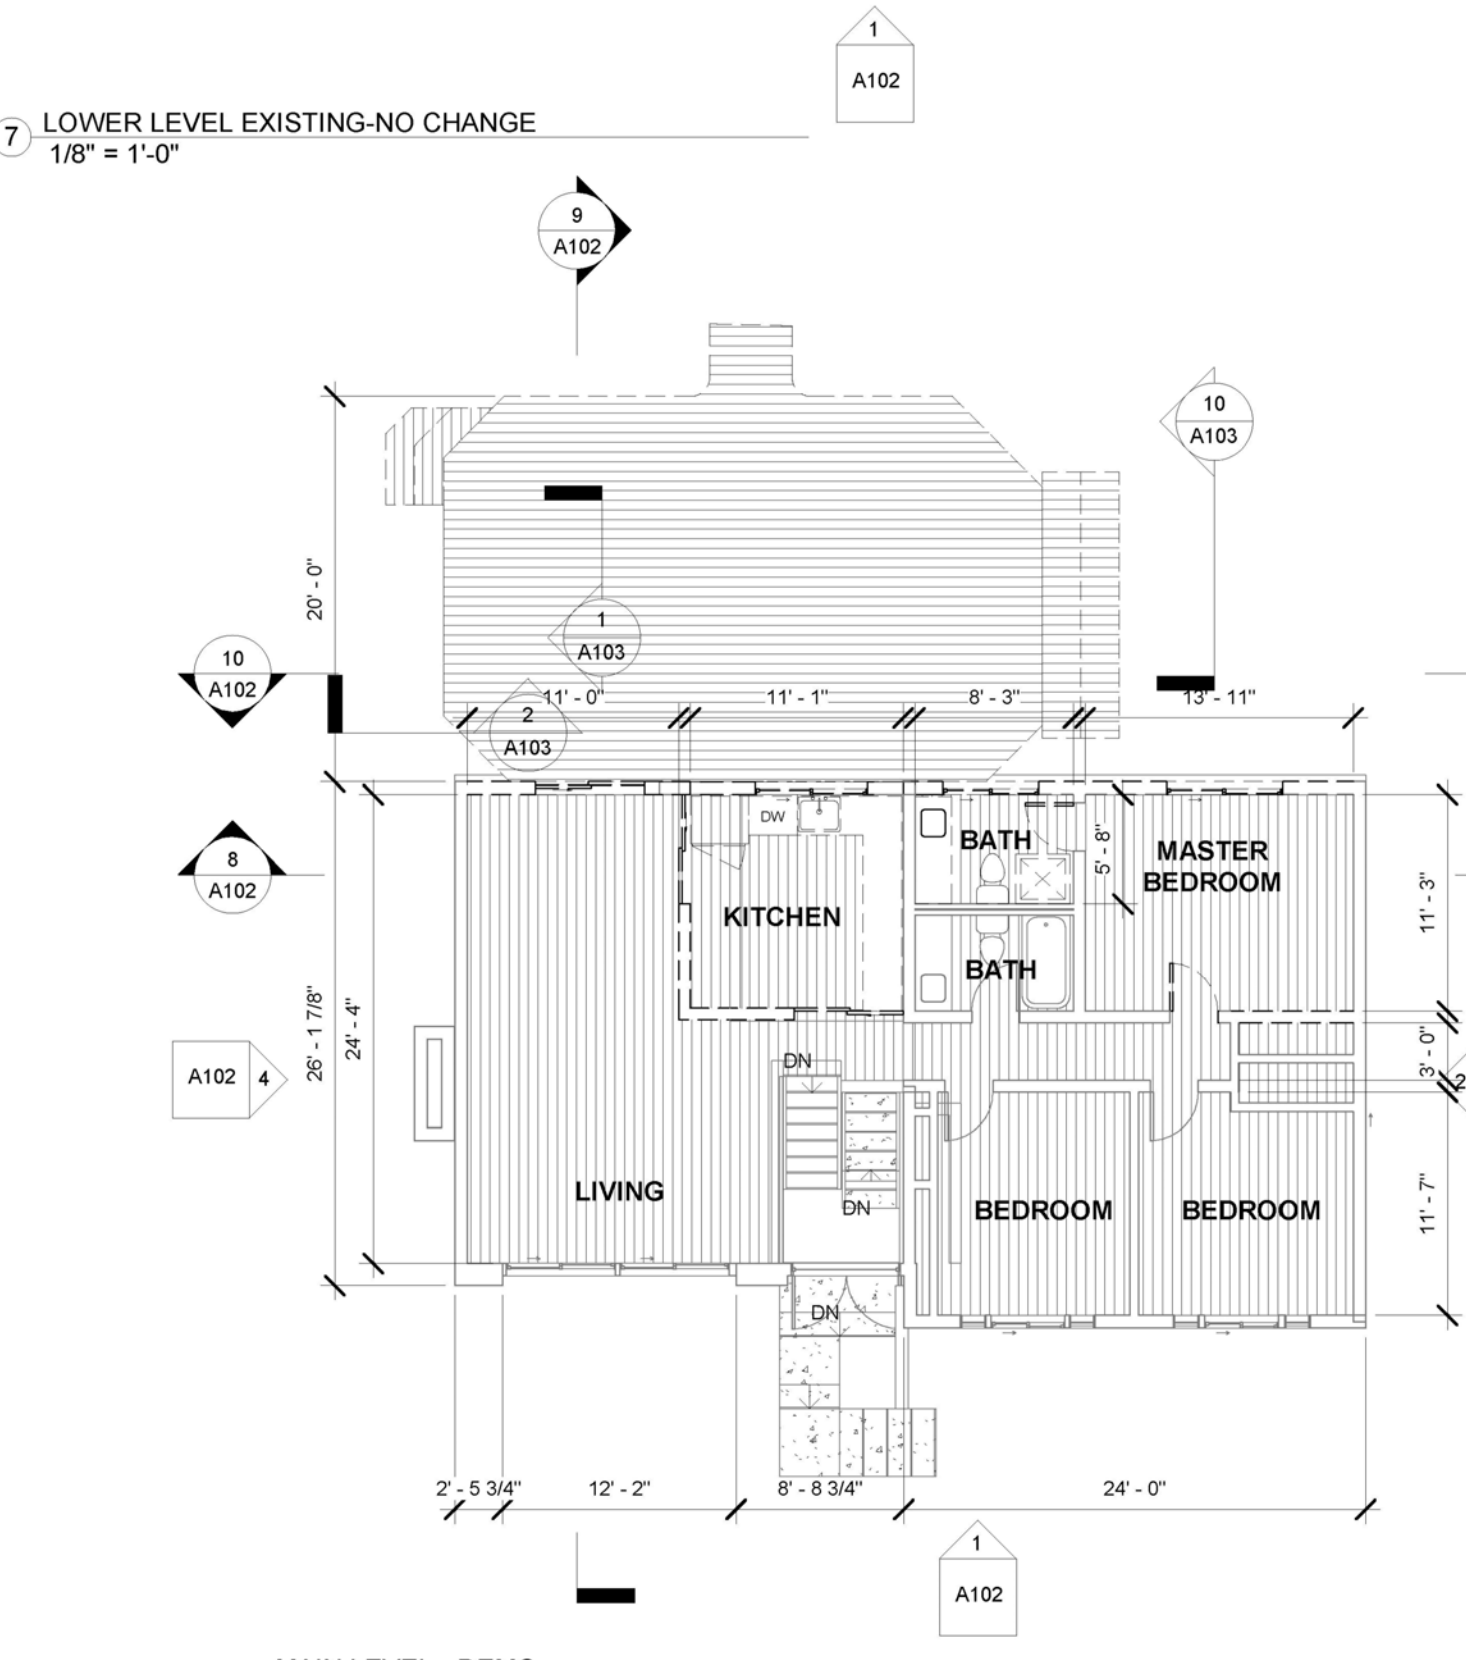 1
A102
7 LOWER LEVEL EXISTING-NO CHANGE
1/8" = 1'-0"
9
A102
10
A103
20' - 0"
1
A103
10
A102
11' - 0"
11' - 1"
8' - 3"
13' - 11"
2
A103
DW
BATH
5' - 8"
MASTER
BEDROOM
8
A102
KITCHEN
11' - 3"
BATH
26' - 1 7/8"
24' - 4"
A102 4
DN
3' - 0"
2
LIVING
DN
BEDROOM
BEDROOM
11' - 7"
DN
2' - 5 3/4"
12' - 2"
8' - 8 3/4"
24' - 0"
1
A102